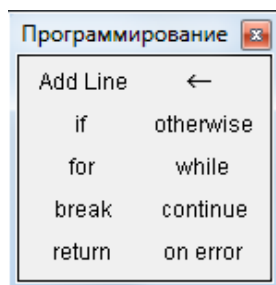 Программирование
Add Line ←
if otherwise
for while
break continue
return on error